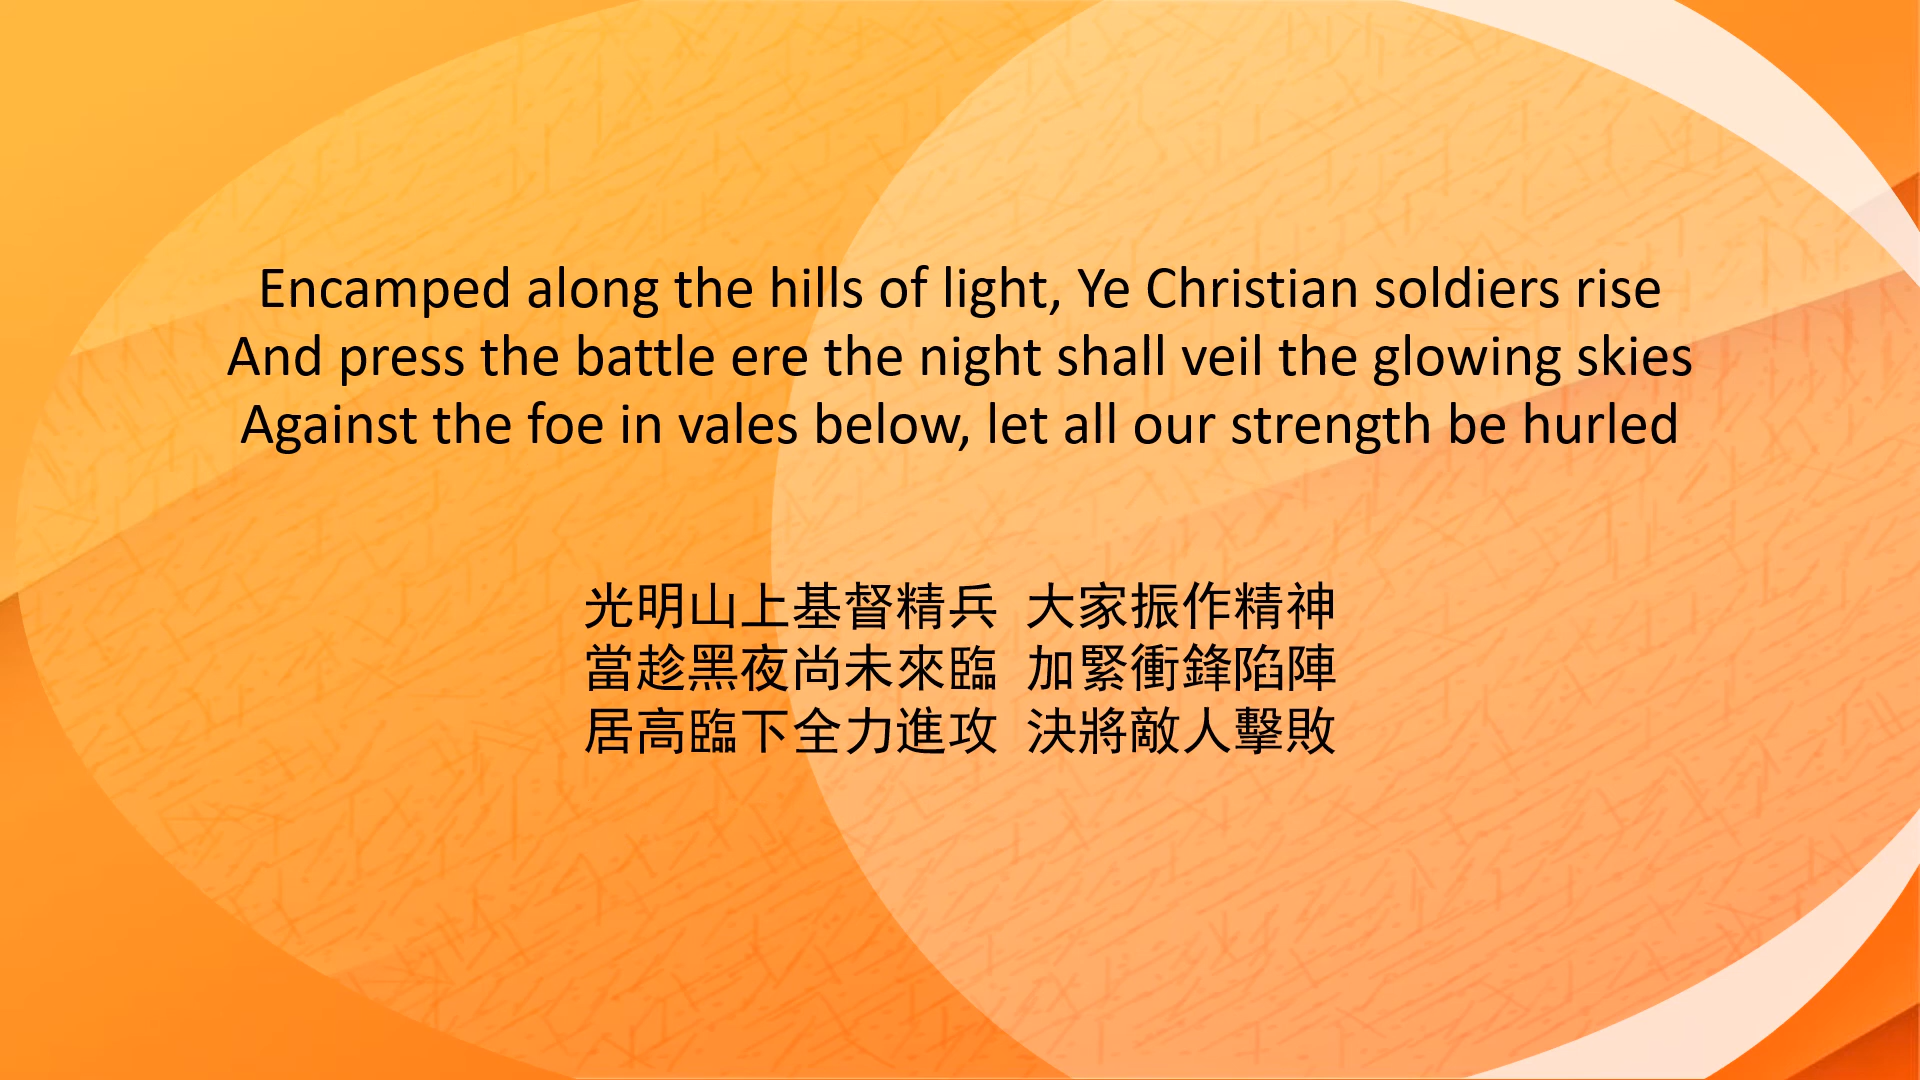 Encamped along the hills of light, Ye Christian soldiers rise
And press the battle ere the night shall veil the glowing skies
Against the foe in vales below, let all our strength be hurled
光明山上基督精兵 大家振作精神
當趁黑夜尚未來臨 加緊衝鋒陷陣
居高臨下全力進攻 決將敵人擊敗